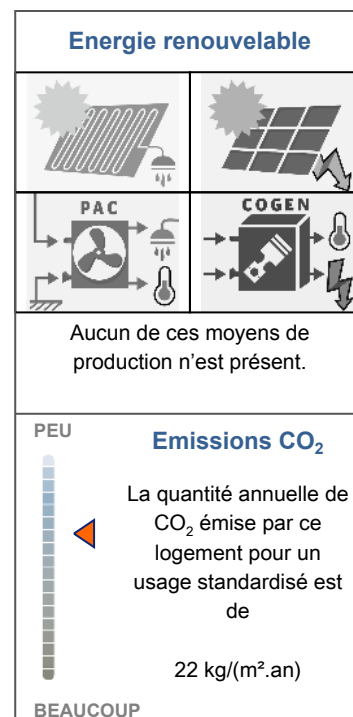 Energie renouvelable
PAC
COGEN
Aucun de ces moyens de
production n'est présent.
PEU
Emissions CO₂
La quantité annuelle de
CO₂ émise par ce
logement pour un
usage standardisé est
de
22 kg/(m².an)
BEAUCOUP